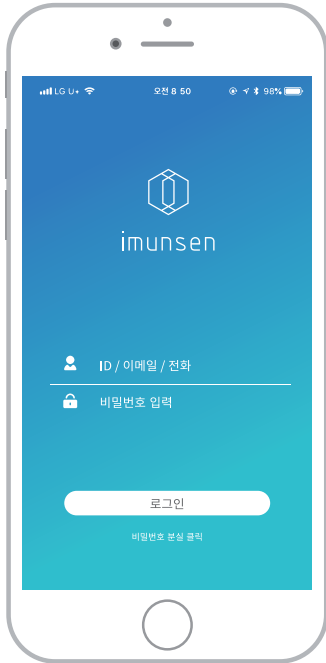 LG U+ 오전 8 50 98%
imunsen
ID / 이메일 / 전화
비밀번호 입력
로그인
비밀번호 분실 클릭